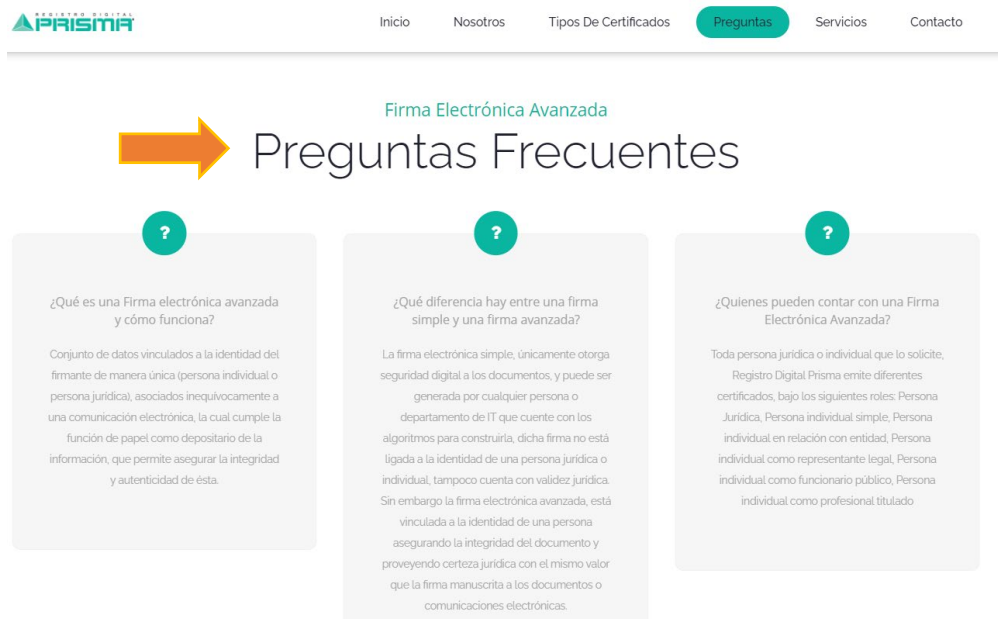 REGISTRO DIGITAL
PRISMA
Inicio
Nosotros
Tipos De Certificados
Preguntas
Servicios
Contacto
Firma Electrónica Avanzada
Preguntas Frecuentes
?
¿Qué es una Firma electrónica avanzada
y cómo funciona?
Conjunto de datos vinculados a la identidad del
firmante de manera única (persona individual o
persona jurídica), asociados inequívocamente a
una comunicación electrónica, la cual cumple la
función de papel como depositario de la
información, que permite asegurar la integridad
y autenticidad de ésta.
?
¿Qué diferencia hay entre una firma
simple y una firma avanzada?
La firma electrónica simple, únicamente otorga
seguridad digital a los documentos, y puede ser
generada por cualquier persona o
departamento de IT que cuente con los
algoritmos para construirla, dicha firma no está
ligada a la identidad de una persona jurídica o
individual, tampoco cuenta con validez jurídica.
Sin embargo la firma electrónica avanzada, está
vinculada a la identidad de una persona
asegurando la integridad del documento y
proveyendo certeza jurídica con el mismo valor
que la firma manuscrita a los documentos o
comunicaciones electrónicas.
?
¿Quienes pueden contar con una Firma
Electrónica Avanzada?
Toda persona jurídica o individual que lo solicite,
Registro Digital Prisma emite diferentes
certificados, bajo los siguientes roles: Persona
Jurídica, Persona individual simple, Persona
individual en relación con entidad, Persona
individual como representante legal, Persona
individual como funcionario público, Persona
individual como profesional titulado